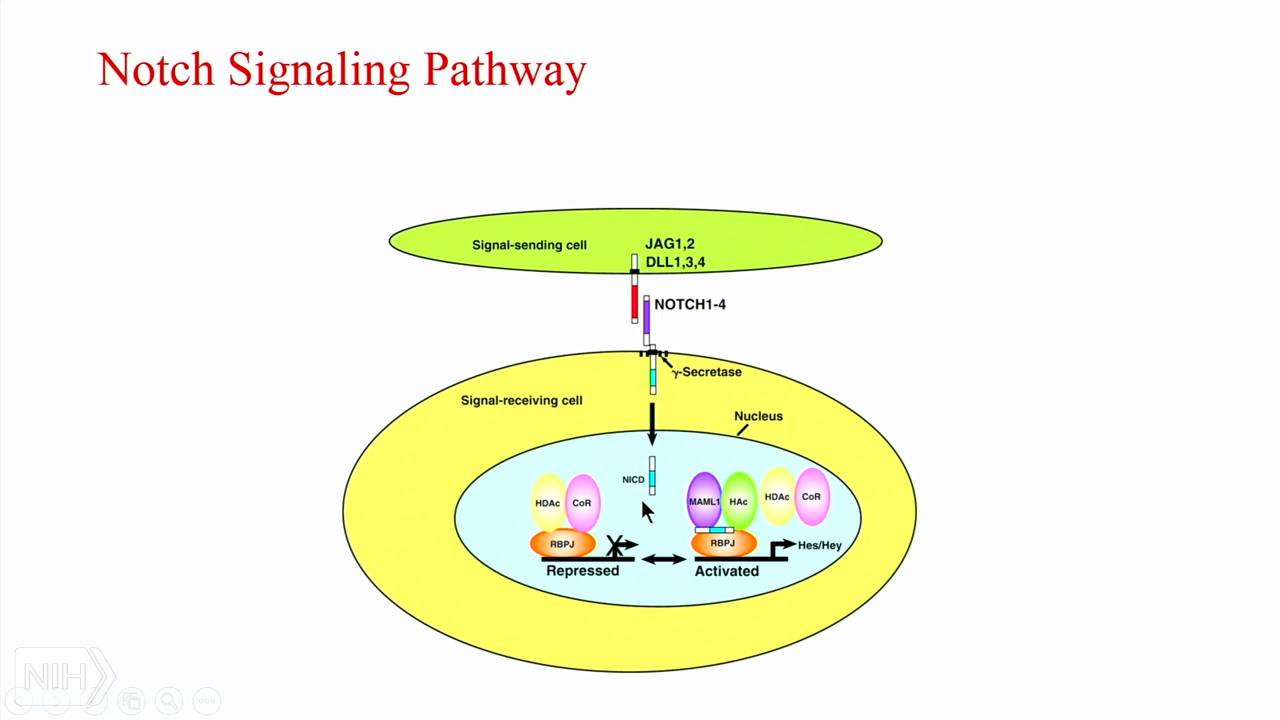 Notch Signaling Pathway
Signal-sending cell
JAG1,2
DLL1,3,4
NOTCH1-4
γ-Secretase
Signal-receiving cell
Nucleus
NICD
HDAc
CoR
RBPJ
X
Repressed
MAML1
HAc
HDAc
CoR
RBPJ
Hes/Hey
Activated
NIH